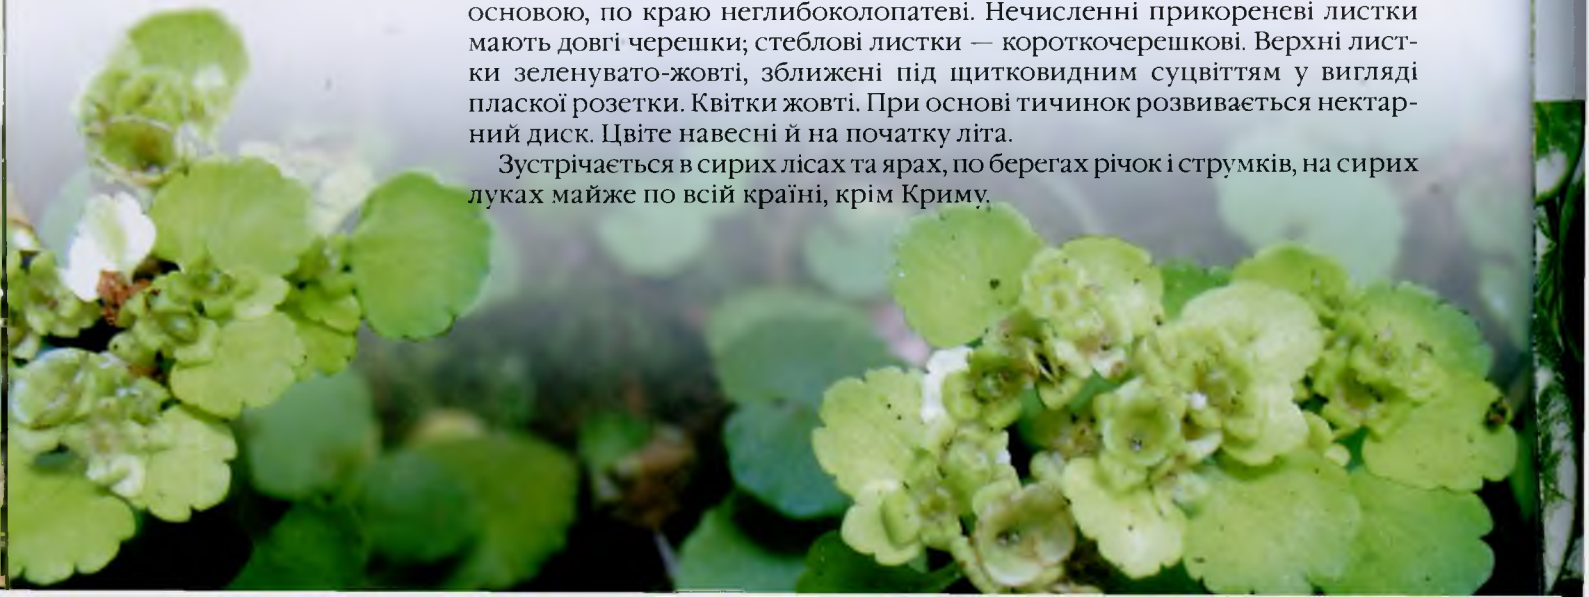 основою, по краю неглибоколопатеві. Нечисленні прикореневі листки
мають довгі черешки; стеблові листки — короткочерешкові. Верхні лист-
ки зеленувато-жовті, зближені під щитковидним суцвіттям у вигляді
пласкої розетки. Квітки жовті. При основі тичинок розвивається нектар-
ний диск. Цвіте навесні й на початку літа.
Зустрічається в сирих лісах та ярах, по берегах річок і струмків, на сирих
луках майже по всій країні, крім Криму.